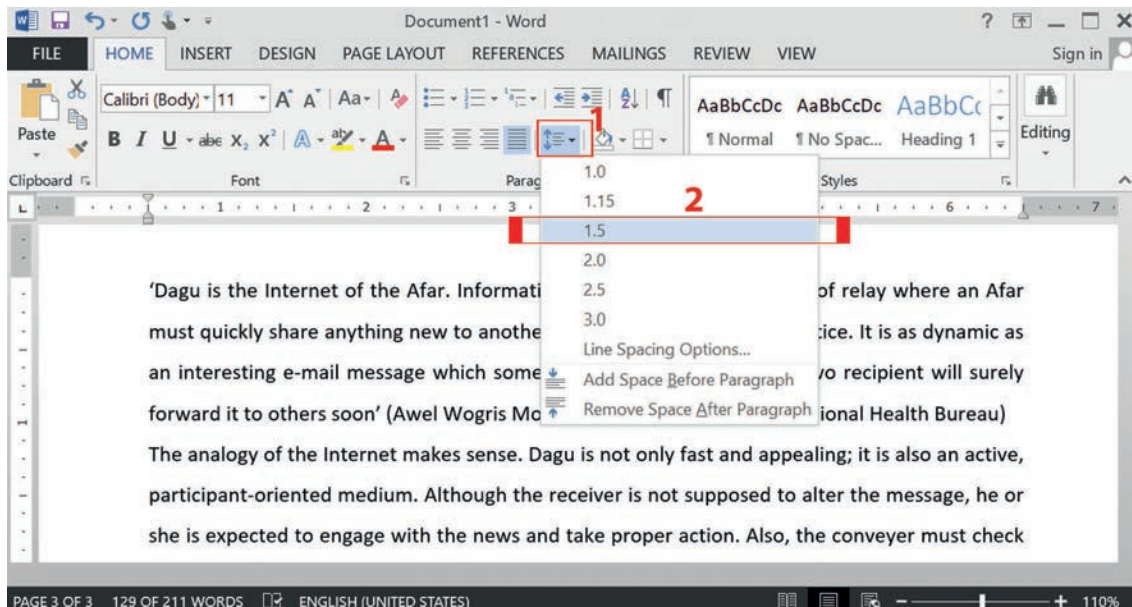 Document1 - Word
?
FILE HOME INSERT DESIGN PAGE LAYOUT REFERENCES MAILINGS REVIEW VIEW Sign in
Paste
Calibri (Body) 11 A A Aa
B I U abc X₂ X² A aby A
1
AaBbCcDc AaBbCcDc AaBbCc
¶ Normal ¶ No Spac... Heading 1
Editing
Clipboard Font Parag Styles
L 1 2 3 6 7
1.0
1.15
2
1.5
2.0
2.5
3.0
Line Spacing Options...
Add Space Before Paragraph
Remove Space After Paragraph
‘Dagu is the Internet of the Afar. Informati of relay where an Afar
must quickly share anything new to anothe tice. It is as dynamic as
an interesting e-mail message which some vo recipient will surely
forward it to others soon’ (Awel Wogris Mo ional Health Bureau)
The analogy of the Internet makes sense. Dagu is not only fast and appealing; it is also an active,
participant-oriented medium. Although the receiver is not supposed to alter the message, he or
she is expected to engage with the news and take proper action. Also, the conveyer must check
PAGE 3 OF 3 129 OF 211 WORDS ENGLISH (UNITED STATES) 110%